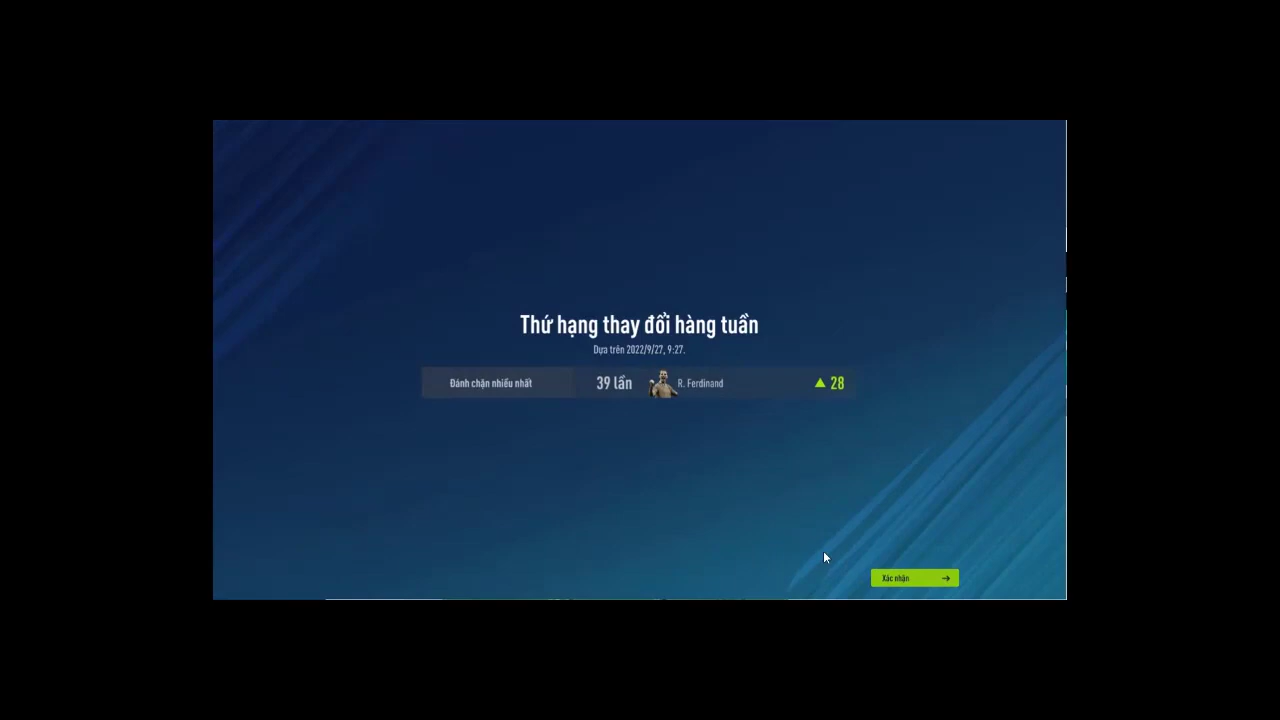 Thứ hạng thay đổi hàng tuần
Dựa trên 2022/9/27, 9:27.
Đánh chặn nhiều nhất 39 lần R. Ferdinand ▲ 28
Xác nhận →